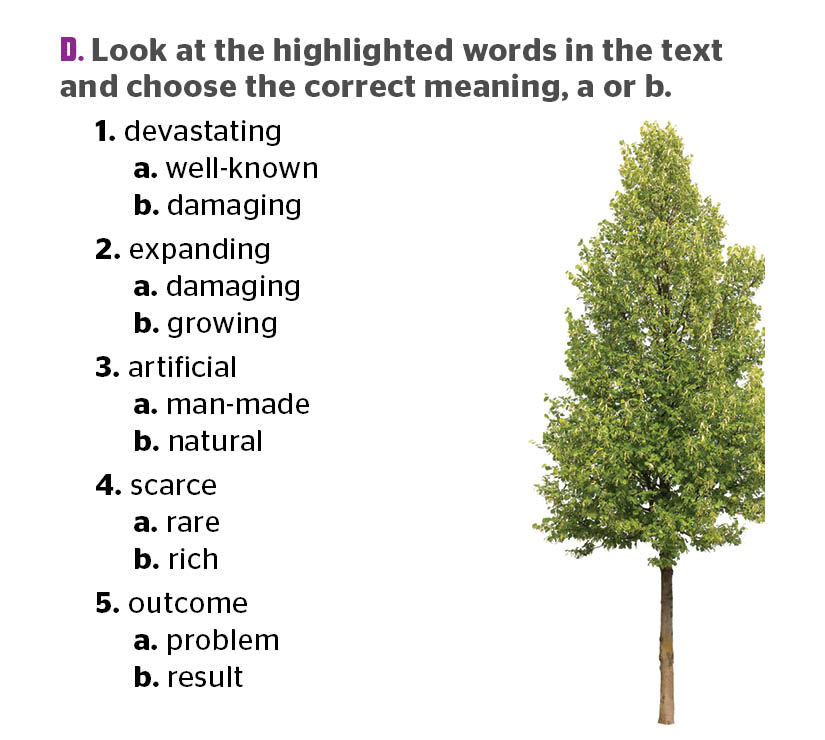 D. Look at the highlighted words in the text
and choose the correct meaning, a or b.
1. devastating
a. well-known
b. damaging
2. expanding
a. damaging
b. growing
3. artificial
a. man-made
b. natural
4. scarce
a. rare
b. rich
5. outcome
a. problem
b. result